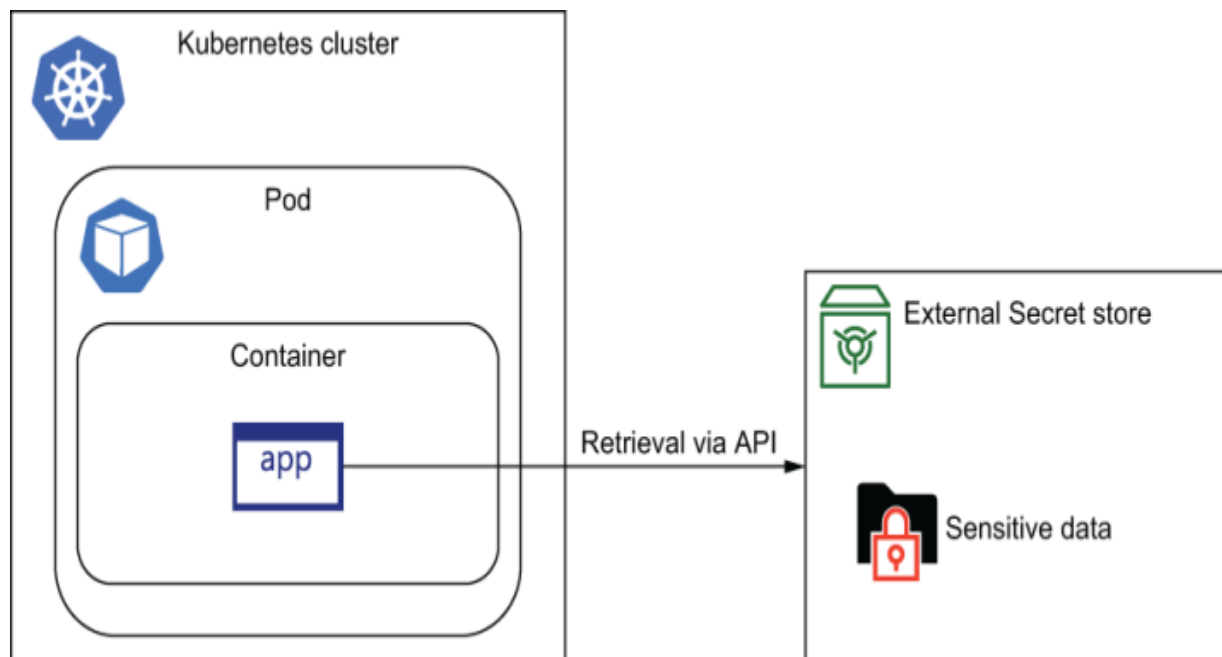 Kubernetes cluster
Pod
Container
app
Retrieval via API
External Secret store
Sensitive data